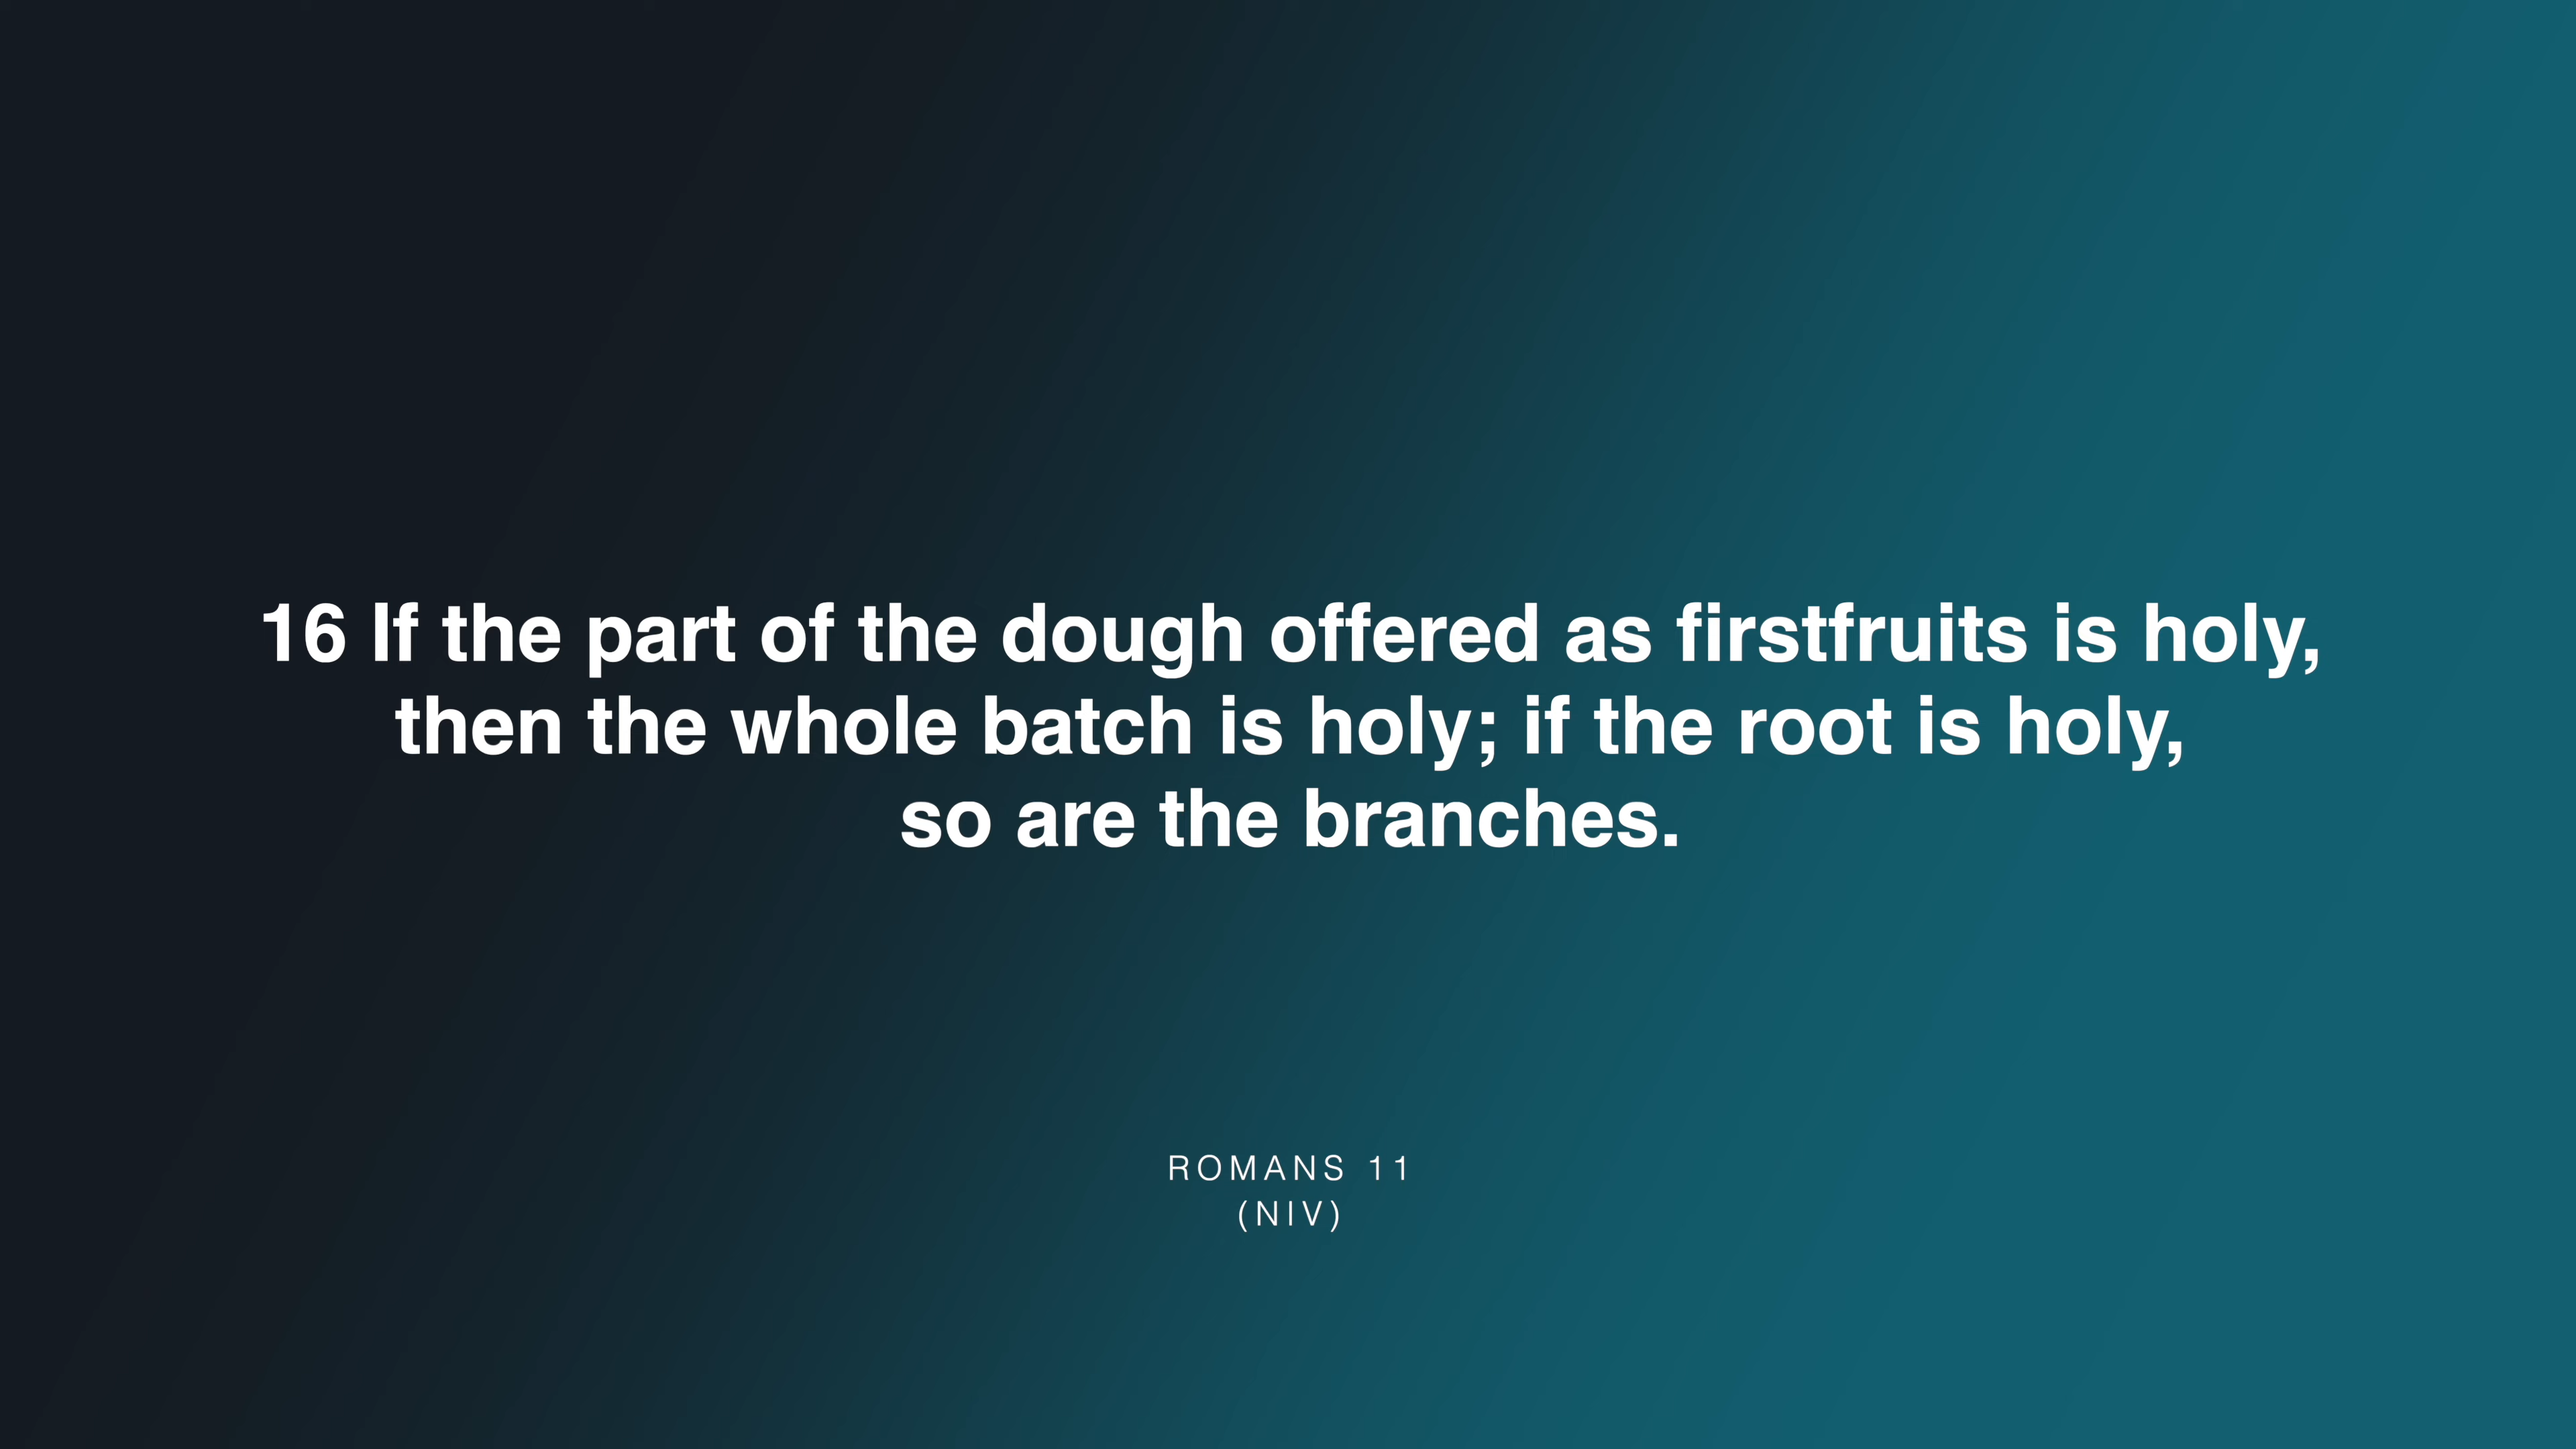 16 If the part of the dough offered as firstfruits is holy,
then the whole batch is holy; if the root is holy,
so are the branches.
ROMANS 11
(NIV)